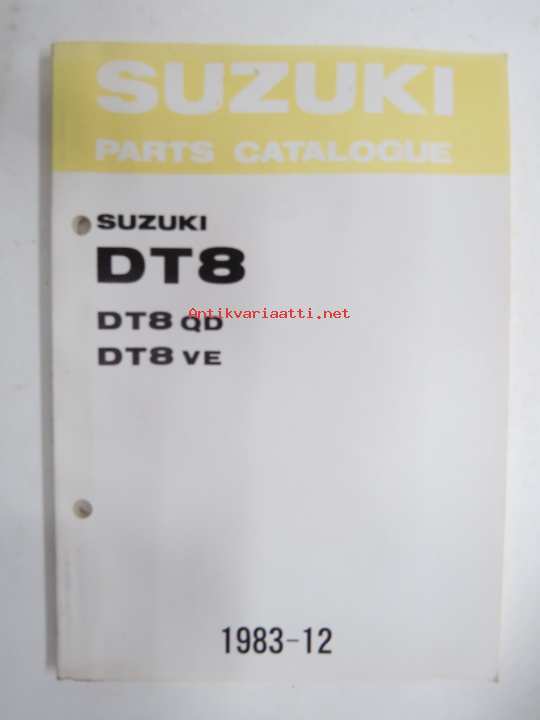 SUZUKI
PARTS CATALOGUE
SUZUKI
DT8
Antikvariaatti.net
DT8 QD
DT8 VE
1983-12